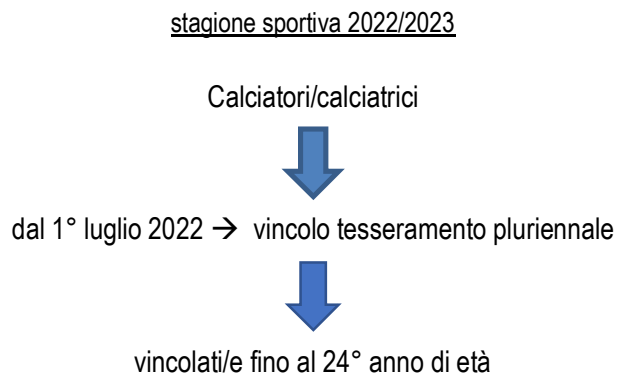 stagione sportiva 2022/2023
Calciatori/calciatrici
dal 1° luglio 2022 → vincolo tesseramento pluriennale
vincolati/e fino al 24° anno di età